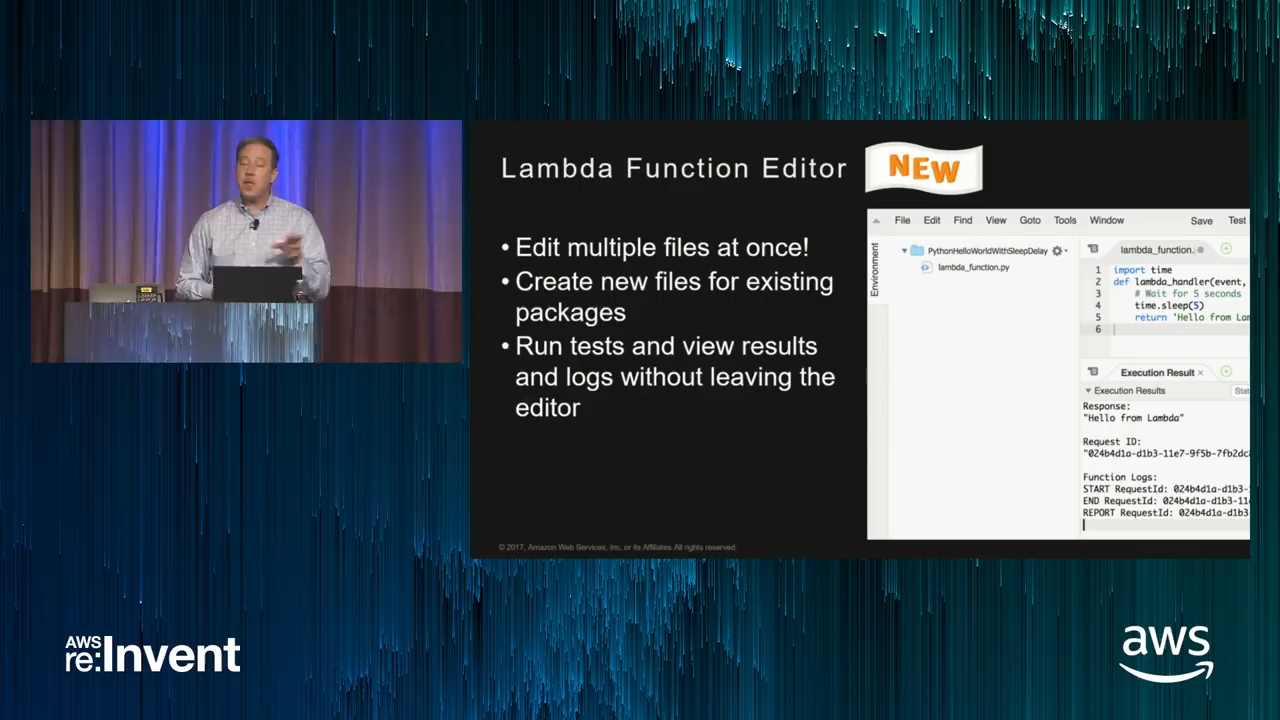 Lambda Function Editor
NEW
• Edit multiple files at once!
• Create new files for existing
packages
• Run tests and view results
and logs without leaving the
editor
File Edit Find View Goto Tools Window Save Test
Environment
PythonHelloWorldWithSleepDelay
lambda_function.py
lambda_function.
1 import time
2 def lambda_handler(event,
3 # Wait for 5 seconds
4 time.sleep(5)
5 return 'Hello from Lam
6
Execution Result
Execution Results
Response:
"Hello from Lambda"
Request ID:
"024b4d1a-d1b3-11e7-9f5b-7fb2dc
Function Logs:
START RequestId: 024b4d1a-d1b3-
END RequestId: 024b4d1a-d1b3-11
REPORT RequestId: 024b4d1a-d1b3
© 2017, Amazon Web Services, Inc. or its Affiliates. All rights reserved.
AWS
re:Invent
aws